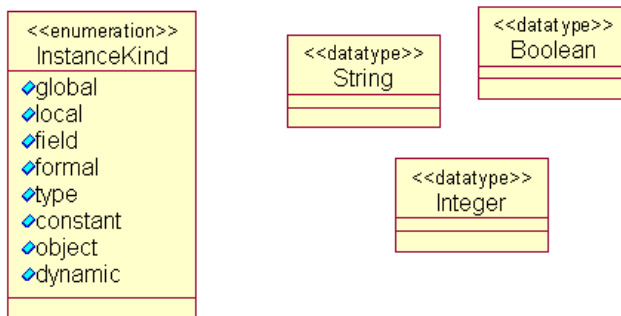 <<enumeration>>
InstanceKind
global
local
field
formal
type
constant
object
dynamic
<<datatype>>
String
<<datatype>>
Boolean
<<datatype>>
Integer